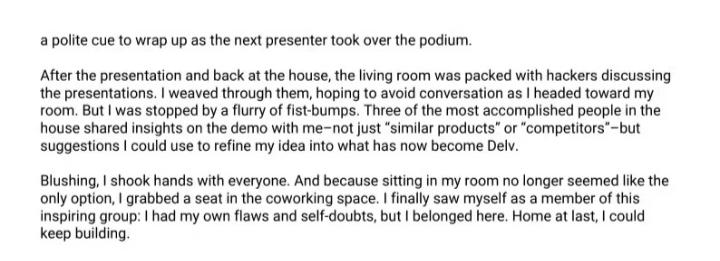 a polite cue to wrap up as the next presenter took over the podium.
After the presentation and back at the house, the living room was packed with hackers discussing
the presentations. I weaved through them, hoping to avoid conversation as I headed toward my
room. But I was stopped by a flurry of fist-bumps. Three of the most accomplished people in the
house shared insights on the demo with me–not just “similar products” or “competitors”–but
suggestions I could use to refine my idea into what has now become Delv.
Blushing, I shook hands with everyone. And because sitting in my room no longer seemed like the
only option, I grabbed a seat in the coworking space. I finally saw myself as a member of this
inspiring group: I had my own flaws and self-doubts, but I belonged here. Home at last, I could
keep building.